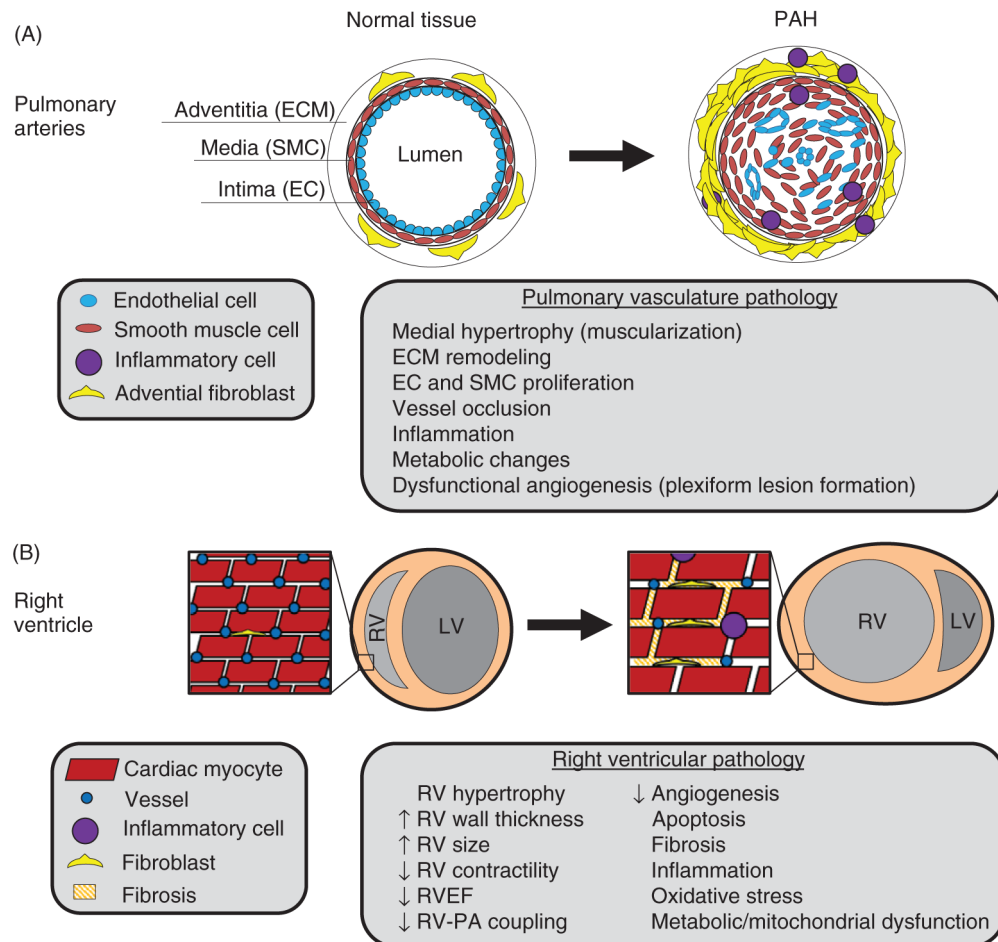 (A)
Normal tissue
PAH
Pulmonary
arteries
Adventitia (ECM)
Media (SMC)
Intima (EC)
Lumen
Endothelial cell
Smooth muscle cell
Inflammatory cell
Advential fibroblast
Pulmonary vasculature pathology
Medial hypertrophy (muscularization)
ECM remodeling
EC and SMC proliferation
Vessel occlusion
Inflammation
Metabolic changes
Dysfunctional angiogenesis (plexiform lesion formation)
(B)
Right
ventricle
RV
LV
RV
LV
Cardiac myocyte
Vessel
Inflammatory cell
Fibroblast
Fibrosis
Right ventricular pathology
RV hypertrophy
↑ RV wall thickness
↑ RV size
↓ RV contractility
↓ RVEF
↓ RV-PA coupling
↓ Angiogenesis
Apoptosis
Fibrosis
Inflammation
Oxidative stress
Metabolic/mitochondrial dysfunction